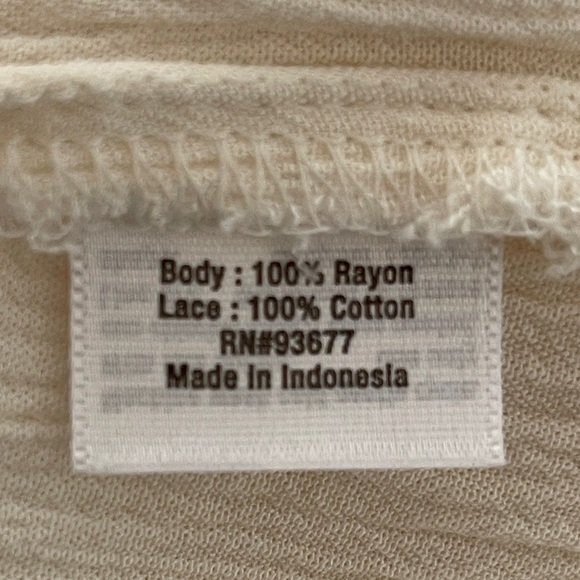 Body : 100% Rayon
Lace : 100% Cotton
RN#93677
Made In Indonesia